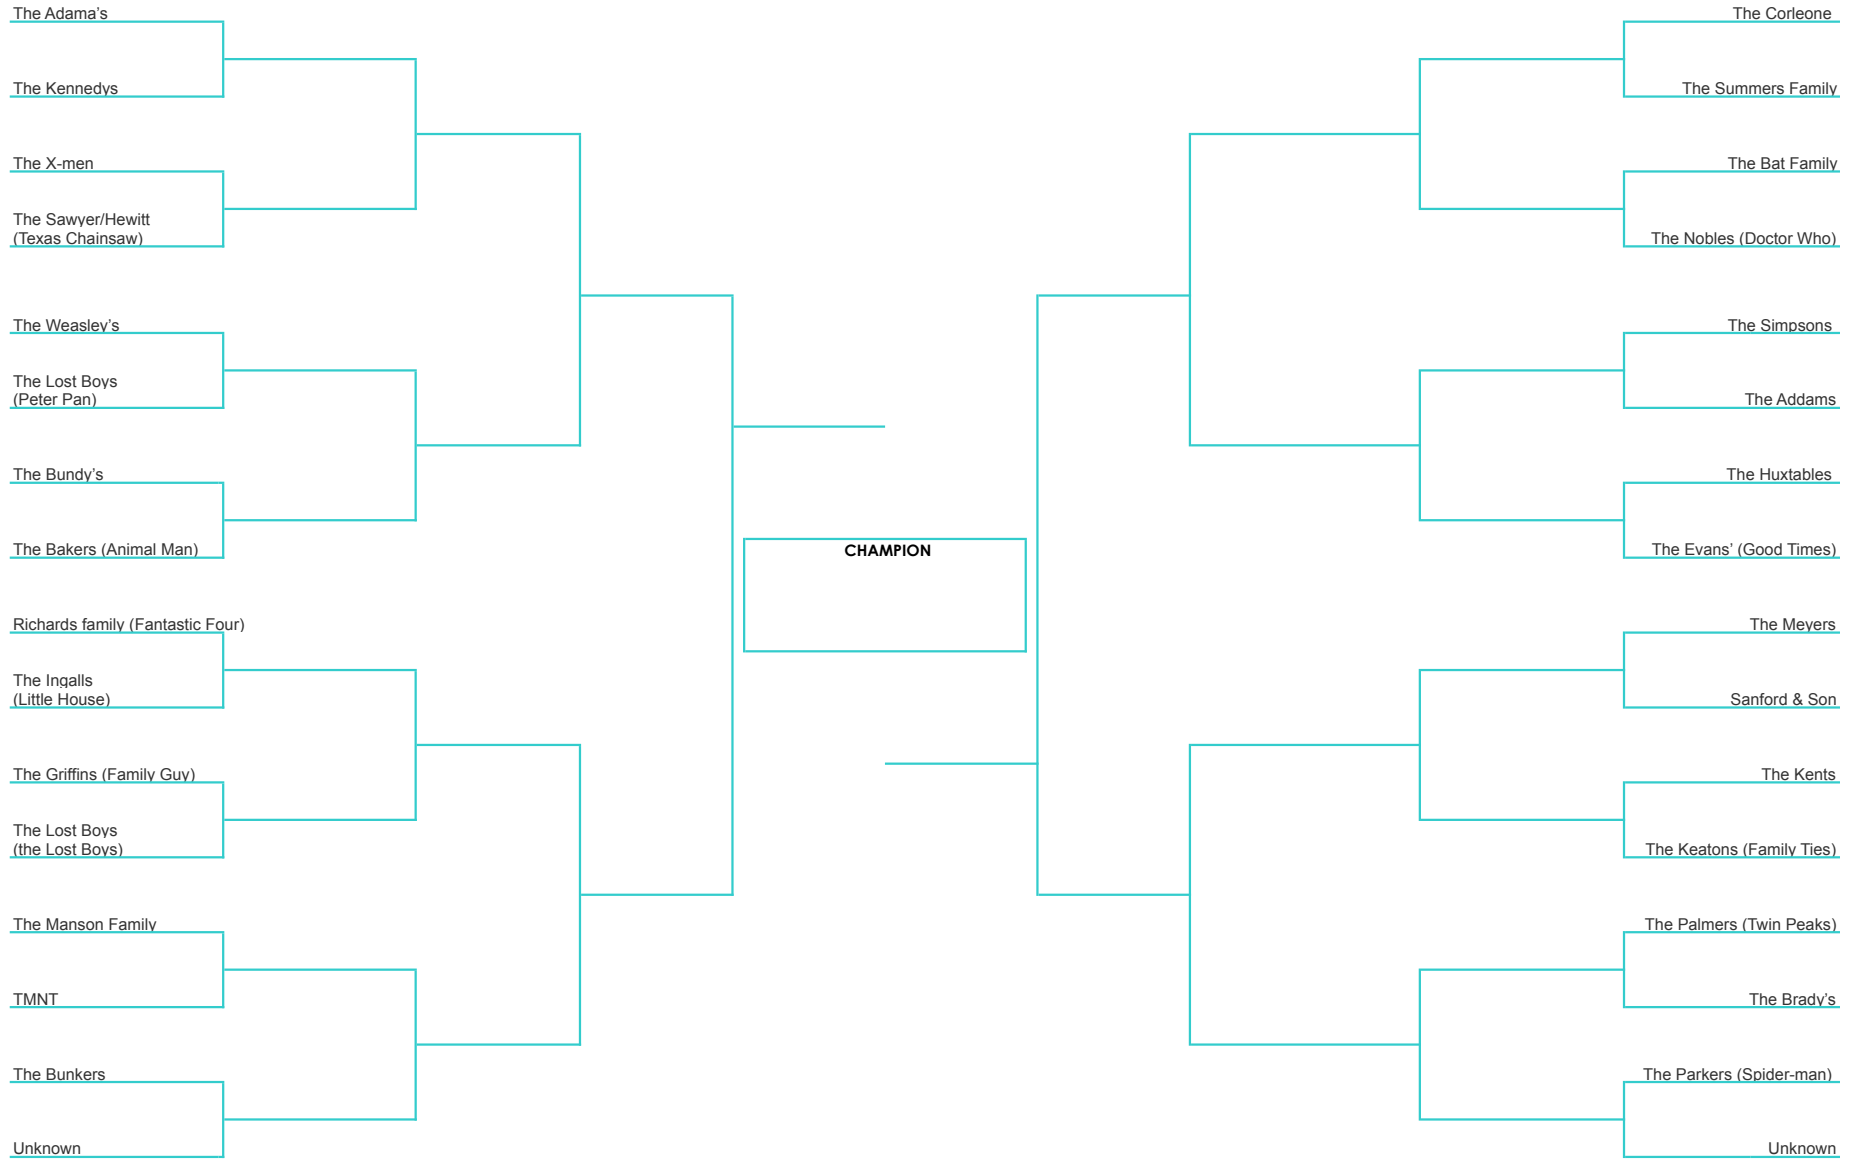 The Adama’s
The Kennedys
The X-men
The Sawyer/Hewitt
(Texas Chainsaw)
The Weasley’s
The Lost Boys
(Peter Pan)
The Bundy’s
The Bakers (Animal Man)
Richards family (Fantastic Four)
The Ingalls
(Little House)
The Griffins (Family Guy)
The Lost Boys
(the Lost Boys)
The Manson Family
TMNT
The Bunkers
Unknown
CHAMPION
The Corleone
The Summers Family
The Bat Family
The Nobles (Doctor Who)
The Simpsons
The Addams
The Huxtables
The Evans’ (Good Times)
The Meyers
Sanford & Son
The Kents
The Keatons (Family Ties)
The Palmers (Twin Peaks)
The Brady’s
The Parkers (Spider-man)
Unknown